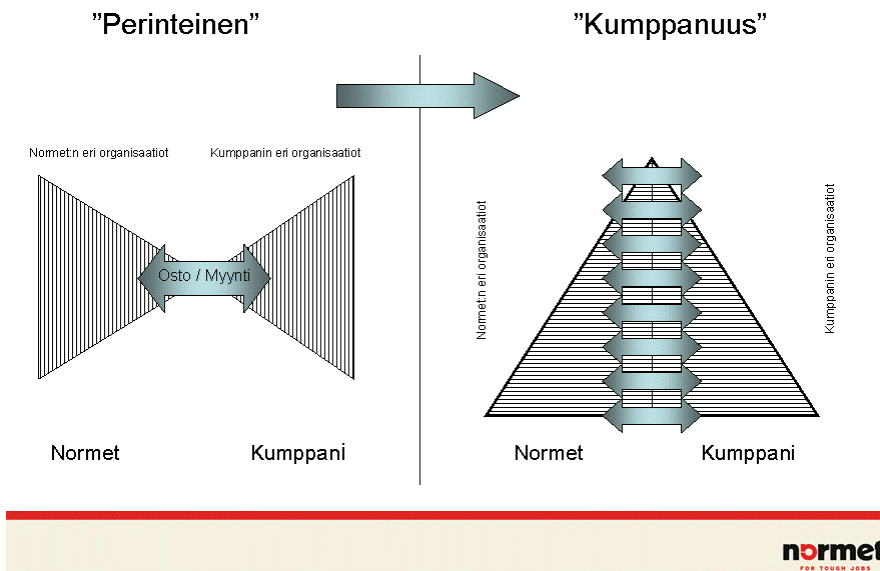 ”Perinteinen”
”Kumppanuus”
Normet:n eri organisaatiot
Kumppanin eri organisaatiot
Osto / Myynti
Normet
Kumppani
Normet:n eri organisaatiot
Kumppanin eri organisaatiot
Normet
Kumppani
normet
FOR TOUGH JOBS